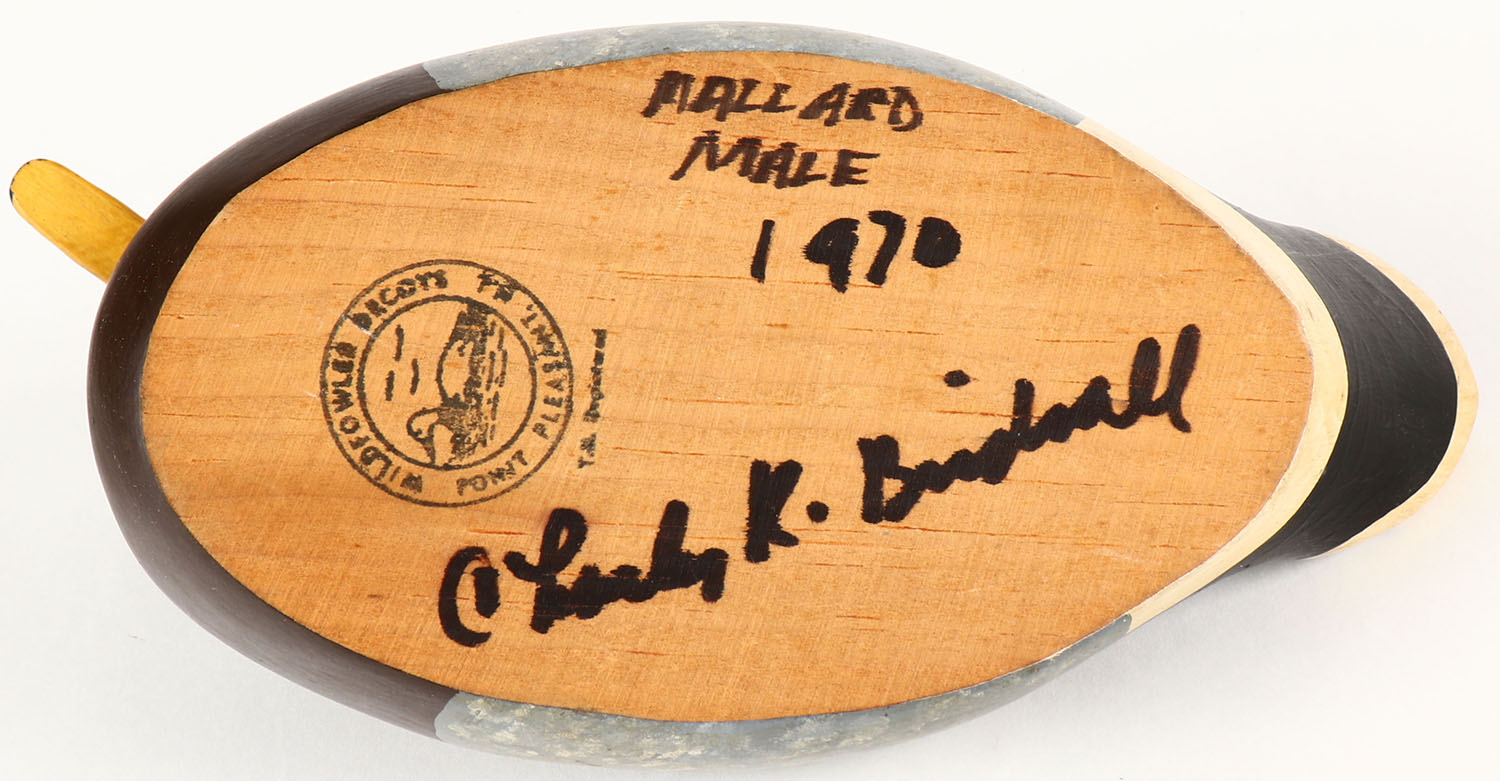 MALLARD
MALE
1970
WILDFOWLER DECOYS
POINT PLEASANT, N.J.
T.M. Registered
Charles K. Birdsall